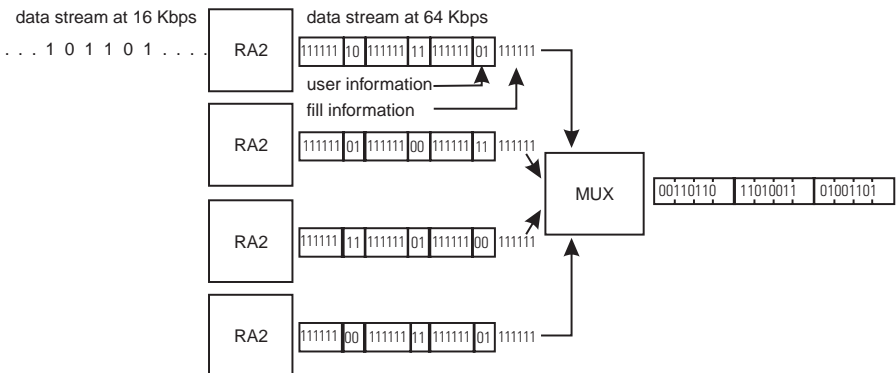 data stream at 16 Kbps
data stream at 64 Kbps
. . . 1 0 1 1 0 1 . . . .
RA2
111111 10 111111 11 111111 01 111111
user information
fill information
RA2
111111 01 111111 00 111111 11 111111
MUX
00110110 11010011 01001101
RA2
111111 11 111111 01 111111 00 111111
RA2
111111 00 111111 11 111111 01 111111